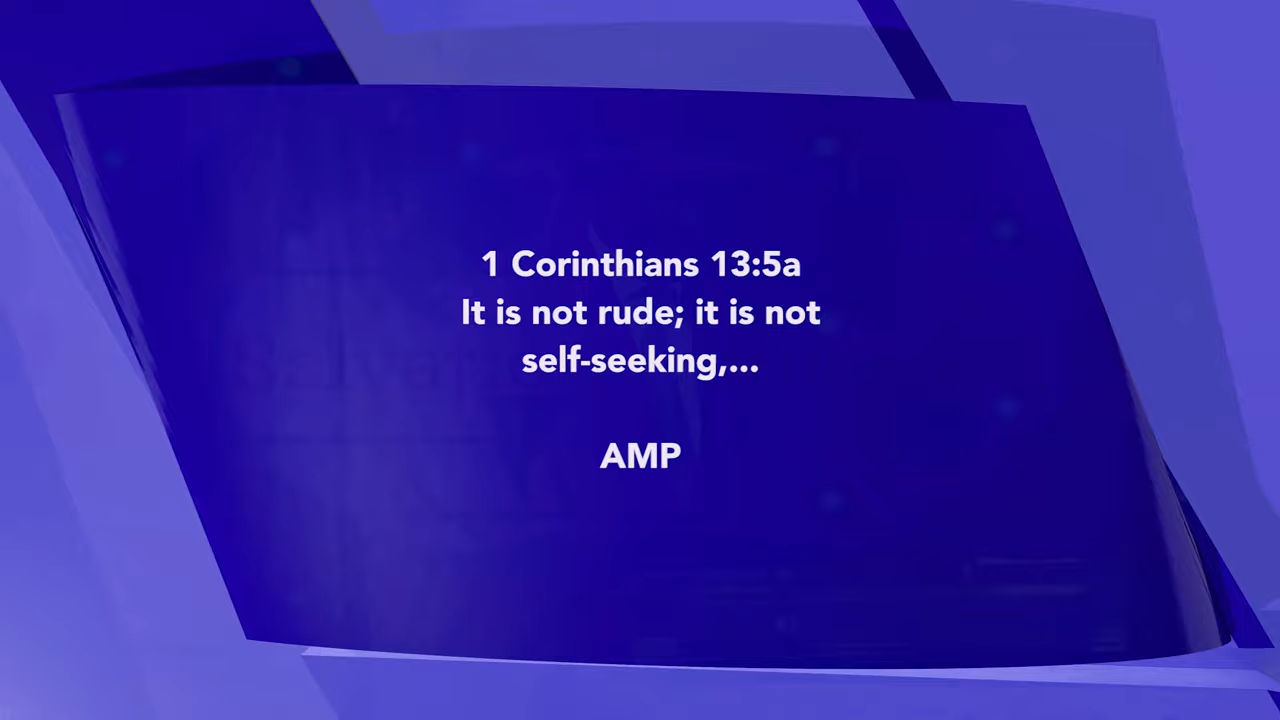 1 Corinthians 13:5a
It is not rude; it is not
self-seeking,...
AMP